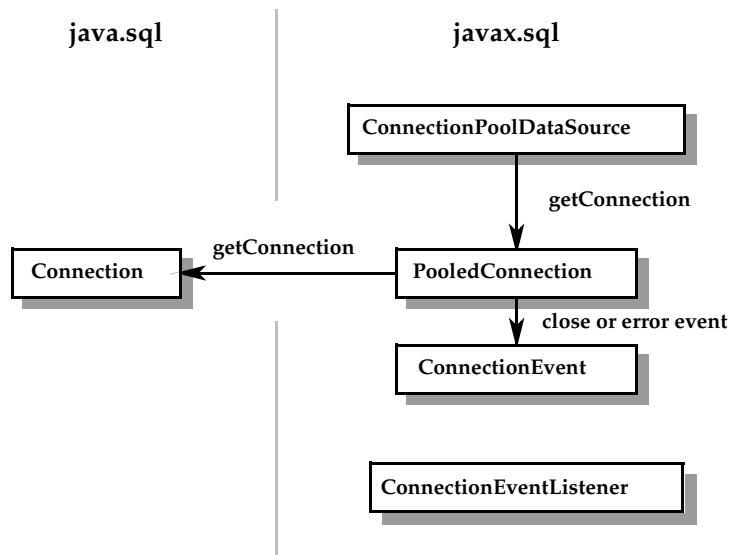 java.sql
javax.sql
ConnectionPoolDataSource
getConnection
getConnection
Connection
PooledConnection
close or error event
ConnectionEvent
ConnectionEventListener